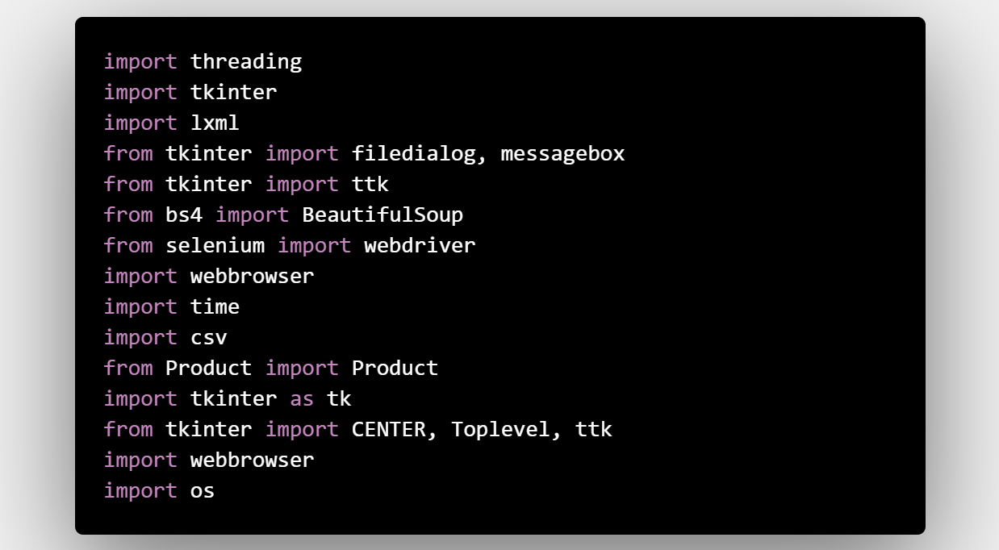 import threading
import tkinter
import lxml
from tkinter import filedialog, messagebox
from tkinter import ttk
from bs4 import BeautifulSoup
from selenium import webdriver
import webbrowser
import time
import csv
from Product import Product
import tkinter as tk
from tkinter import CENTER, Toplevel, ttk
import webbrowser
import os